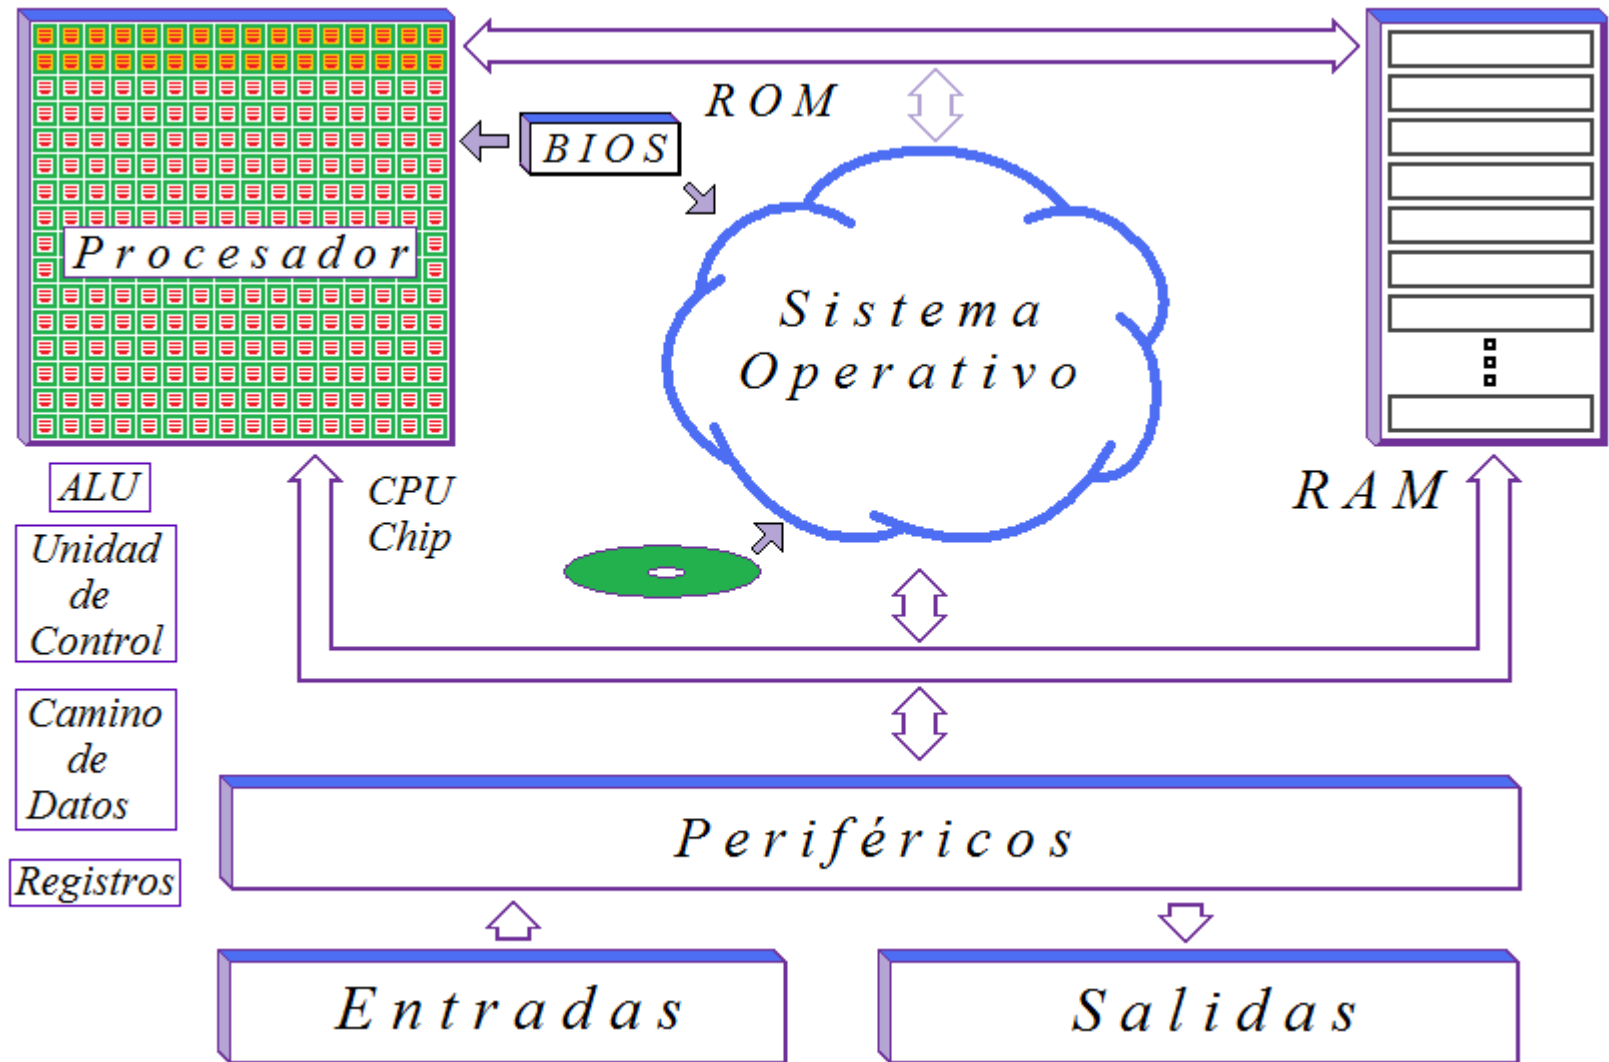 ROM
BIOS
Procesador
Sistema
Operativo
ALU
CPU
Chip
RAM
Unidad
de
Control
Camino
de
Datos
Periféricos
Registros
Entradas
Salidas